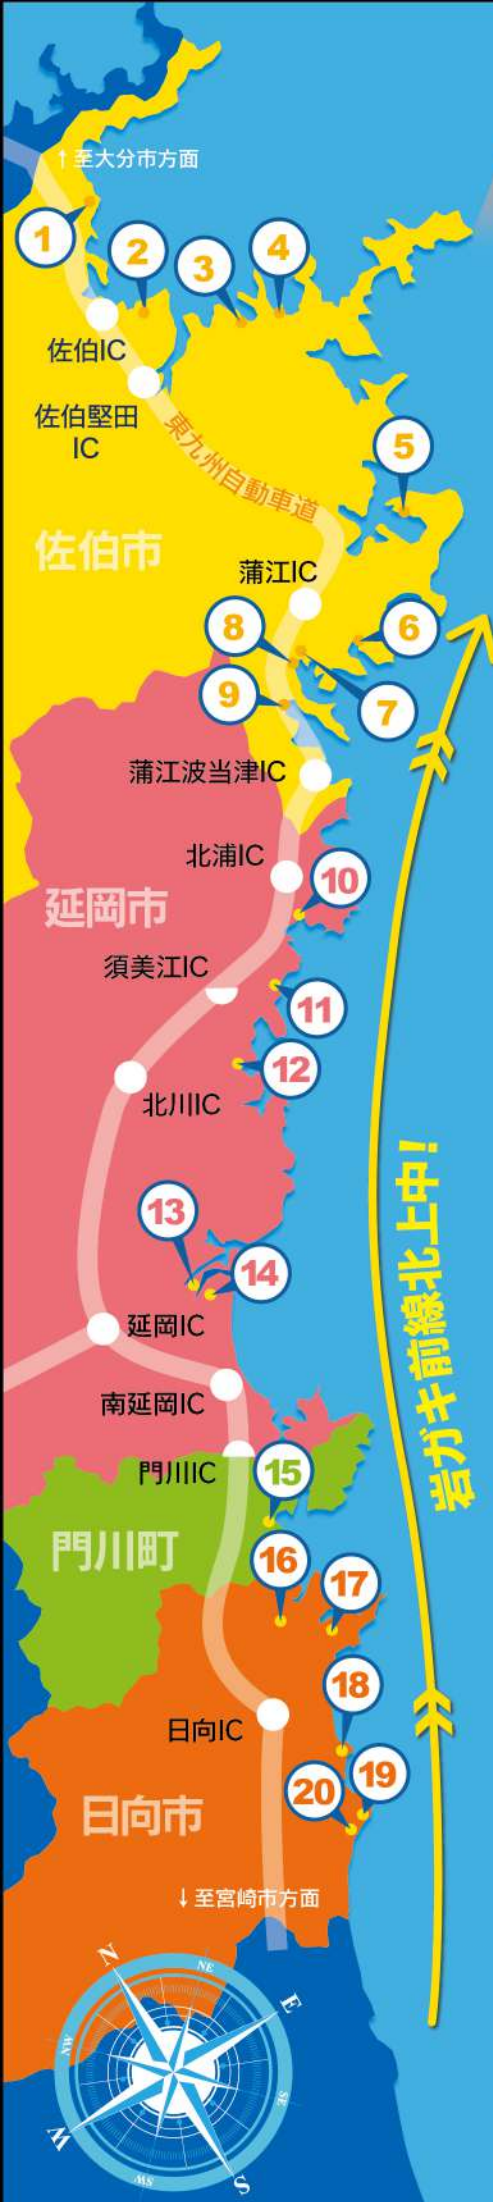 ↑至大分市方面
1
2
3
4
佐伯IC
佐伯堅田
IC
東九州自動車道
5
佐伯市
蒲江IC
8
6
9
7
蒲江波当津IC
北浦IC
10
延岡市
須美江IC
11
12
北川IC
岩ガキ前線北上中!
13
14
延岡IC
南延岡IC
門川IC
15
門川町
16
17
18
日向IC
19
20
日向市
↓至宮崎市方面
N
NE
E
NW
SE
W
SW
S